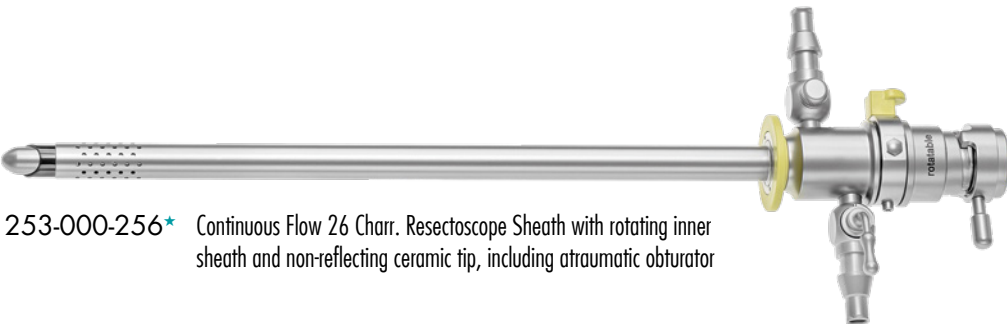 rotatable
253-000-256★ Continuous Flow 26 Charr. Resectoscope Sheath with rotating inner
sheath and non-reflecting ceramic tip, including atraumatic obturator